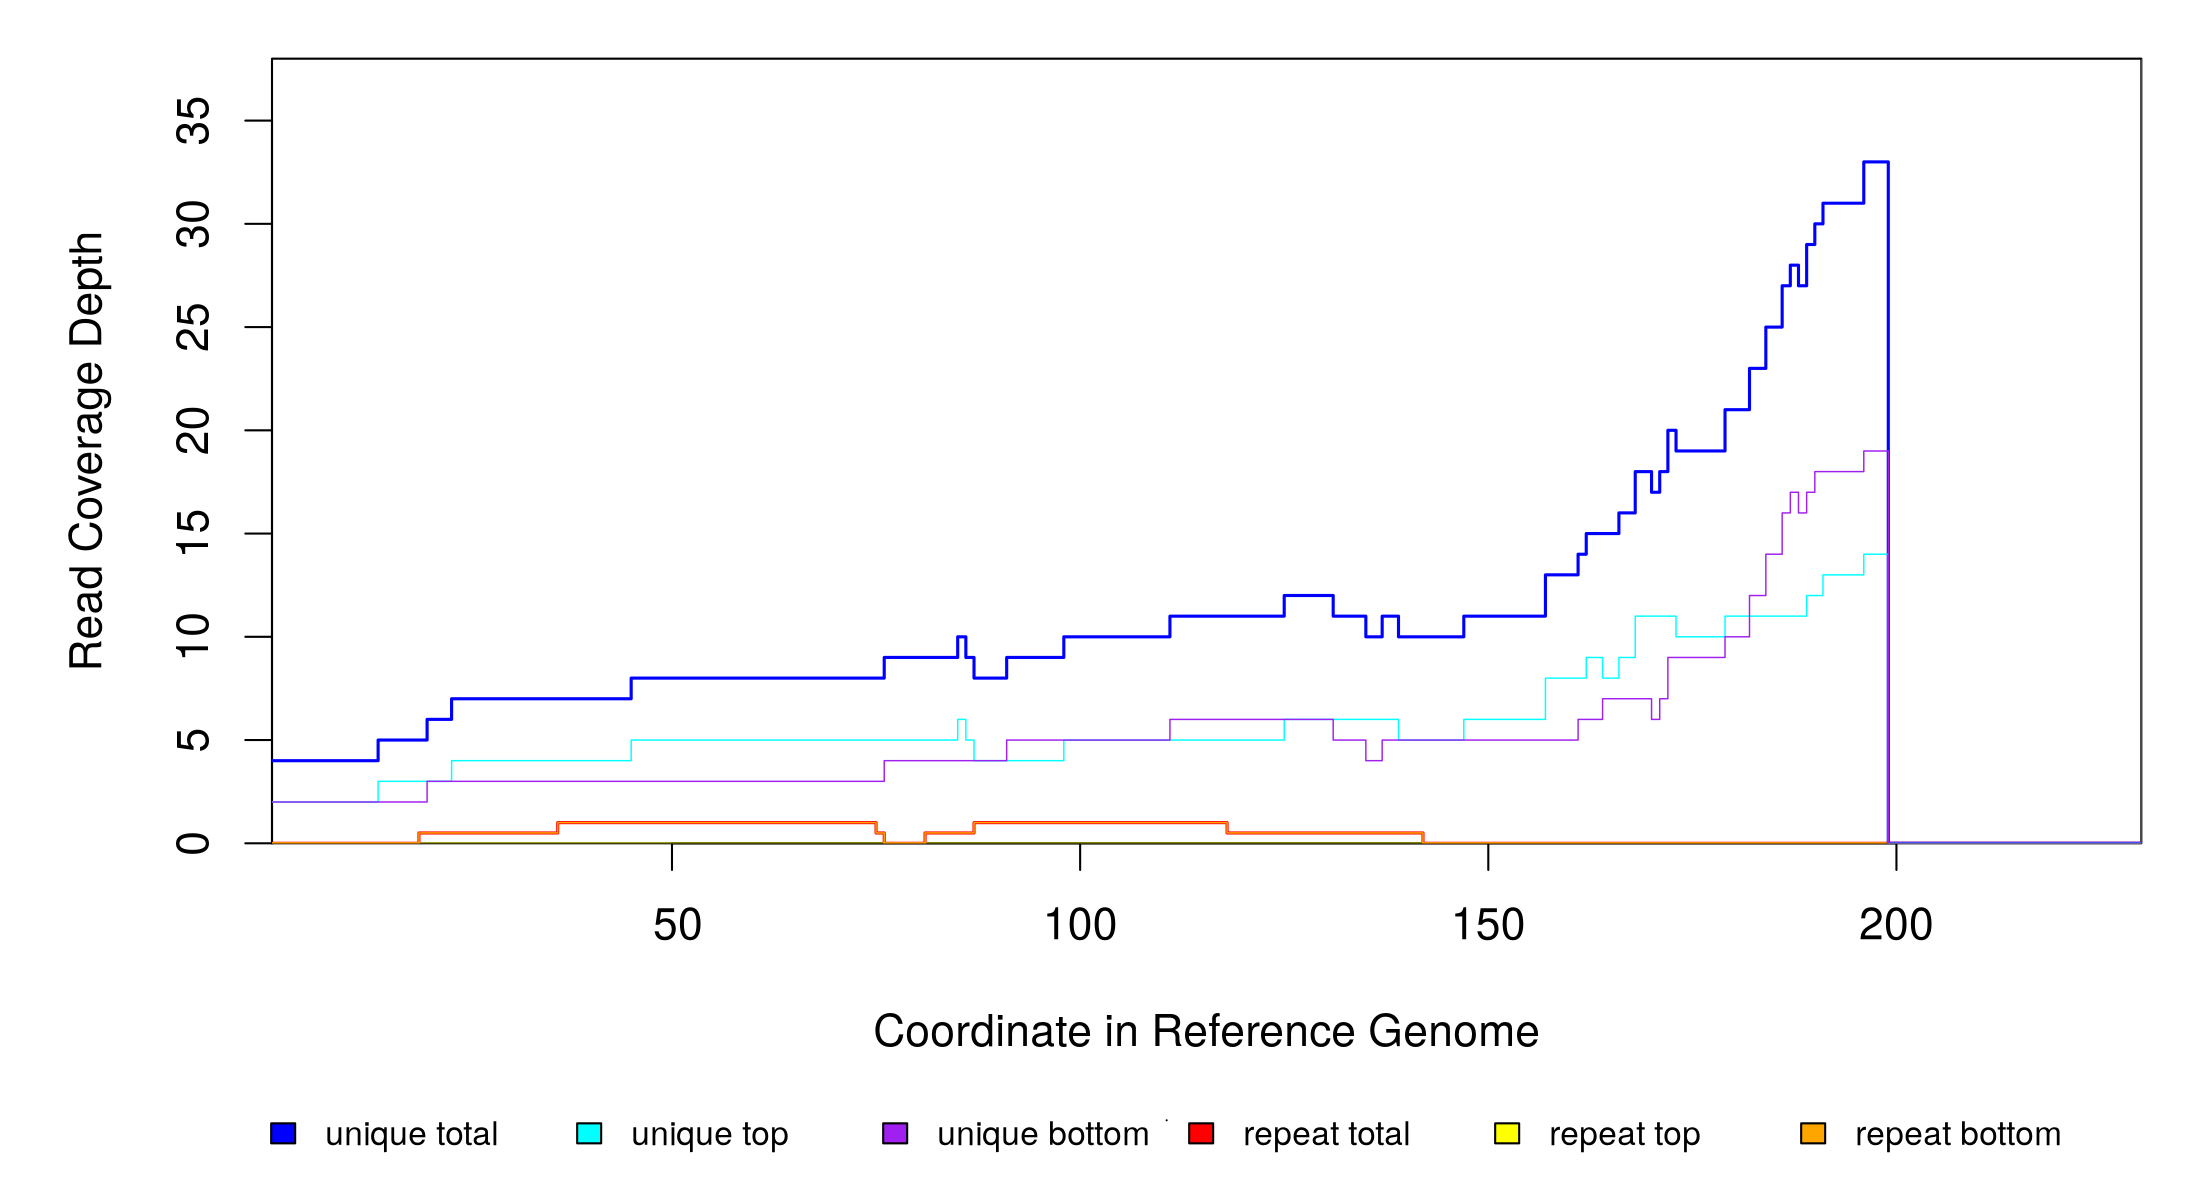 Read Coverage Depth
35
30
25
20
15
10
5
0
50 100 150 200
Coordinate in Reference Genome
unique total unique top unique bottom repeat total repeat top repeat bottom